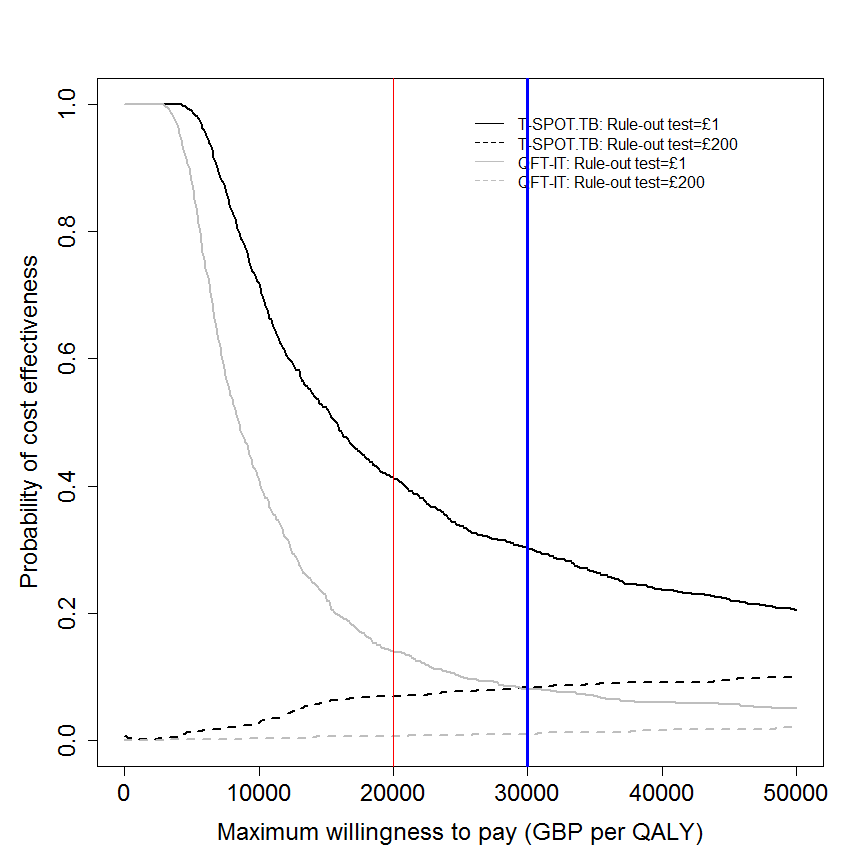 T-SPOT.TB: Rule-out test=£1
T-SPOT.TB: Rule-out test=£200
QFT-IT: Rule-out test=£1
QFT-IT: Rule-out test=£200
Probability of cost effectiveness
1.0
0.8
0.6
0.4
0.2
0.0
0 10000 20000 30000 40000 50000
Maximum willingness to pay (GBP per QALY)